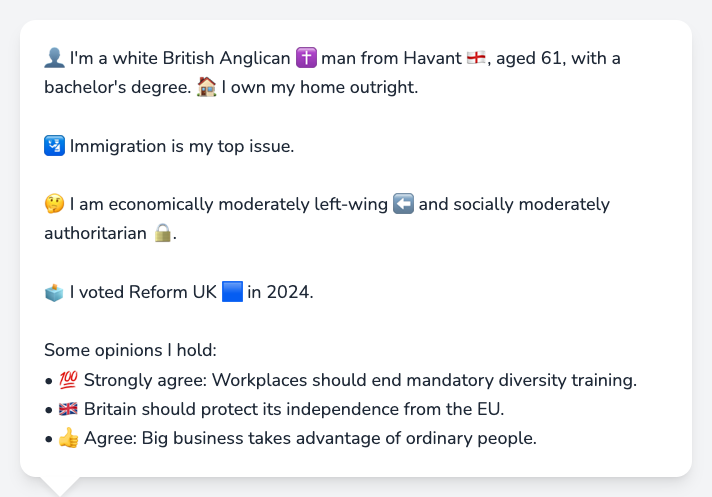 👤 I'm a white British Anglican ✝️ man from Havant 🏴󠁧󠁢󠁥󠁮󠁧󠁿, aged 61, with a
bachelor's degree. 🏠 I own my home outright.
🛂 Immigration is my top issue.
🤔 I am economically moderately left-wing ⬅️ and socially moderately
authoritarian 🔒.
🗳️ I voted Reform UK 🟦 in 2024.
Some opinions I hold:
• 💯 Strongly agree: Workplaces should end mandatory diversity training.
• 🇬🇧 Britain should protect its independence from the EU.
• 👍 Agree: Big business takes advantage of ordinary people.